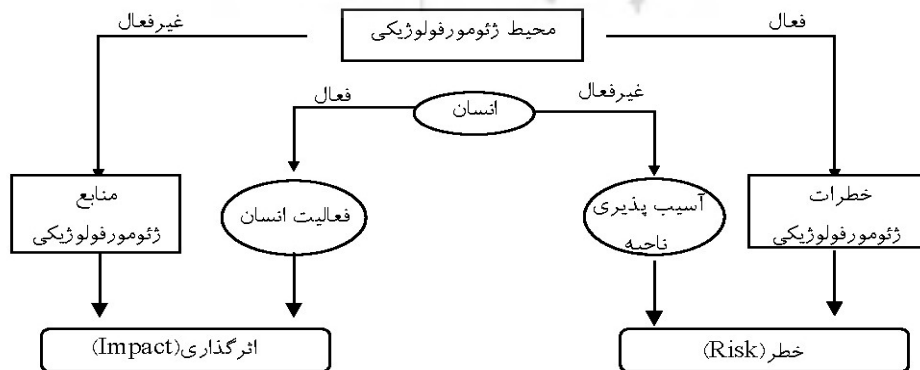 فعال
محیط ژئومورفولوژیکی
غیرفعال
غیرفعال
انسان
فعال
خطرات
ژئومورفولوژیکی
آسیب پذیری
ناحیه
فعالیت انسان
منابع
ژئومورفولوژیکی
خطر(Risk)
اثرگذاری(Impact)